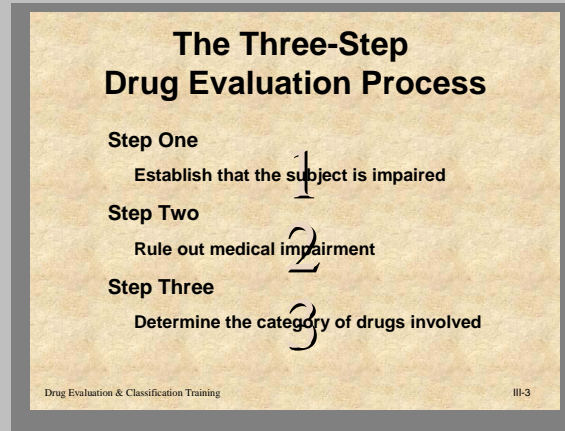 The Three-Step
Drug Evaluation Process
Step One
Establish that the subject is impaired
1
Step Two
Rule out medical impairment
2
Step Three
Determine the category of drugs involved
3
Drug Evaluation & Classification Training
III-3